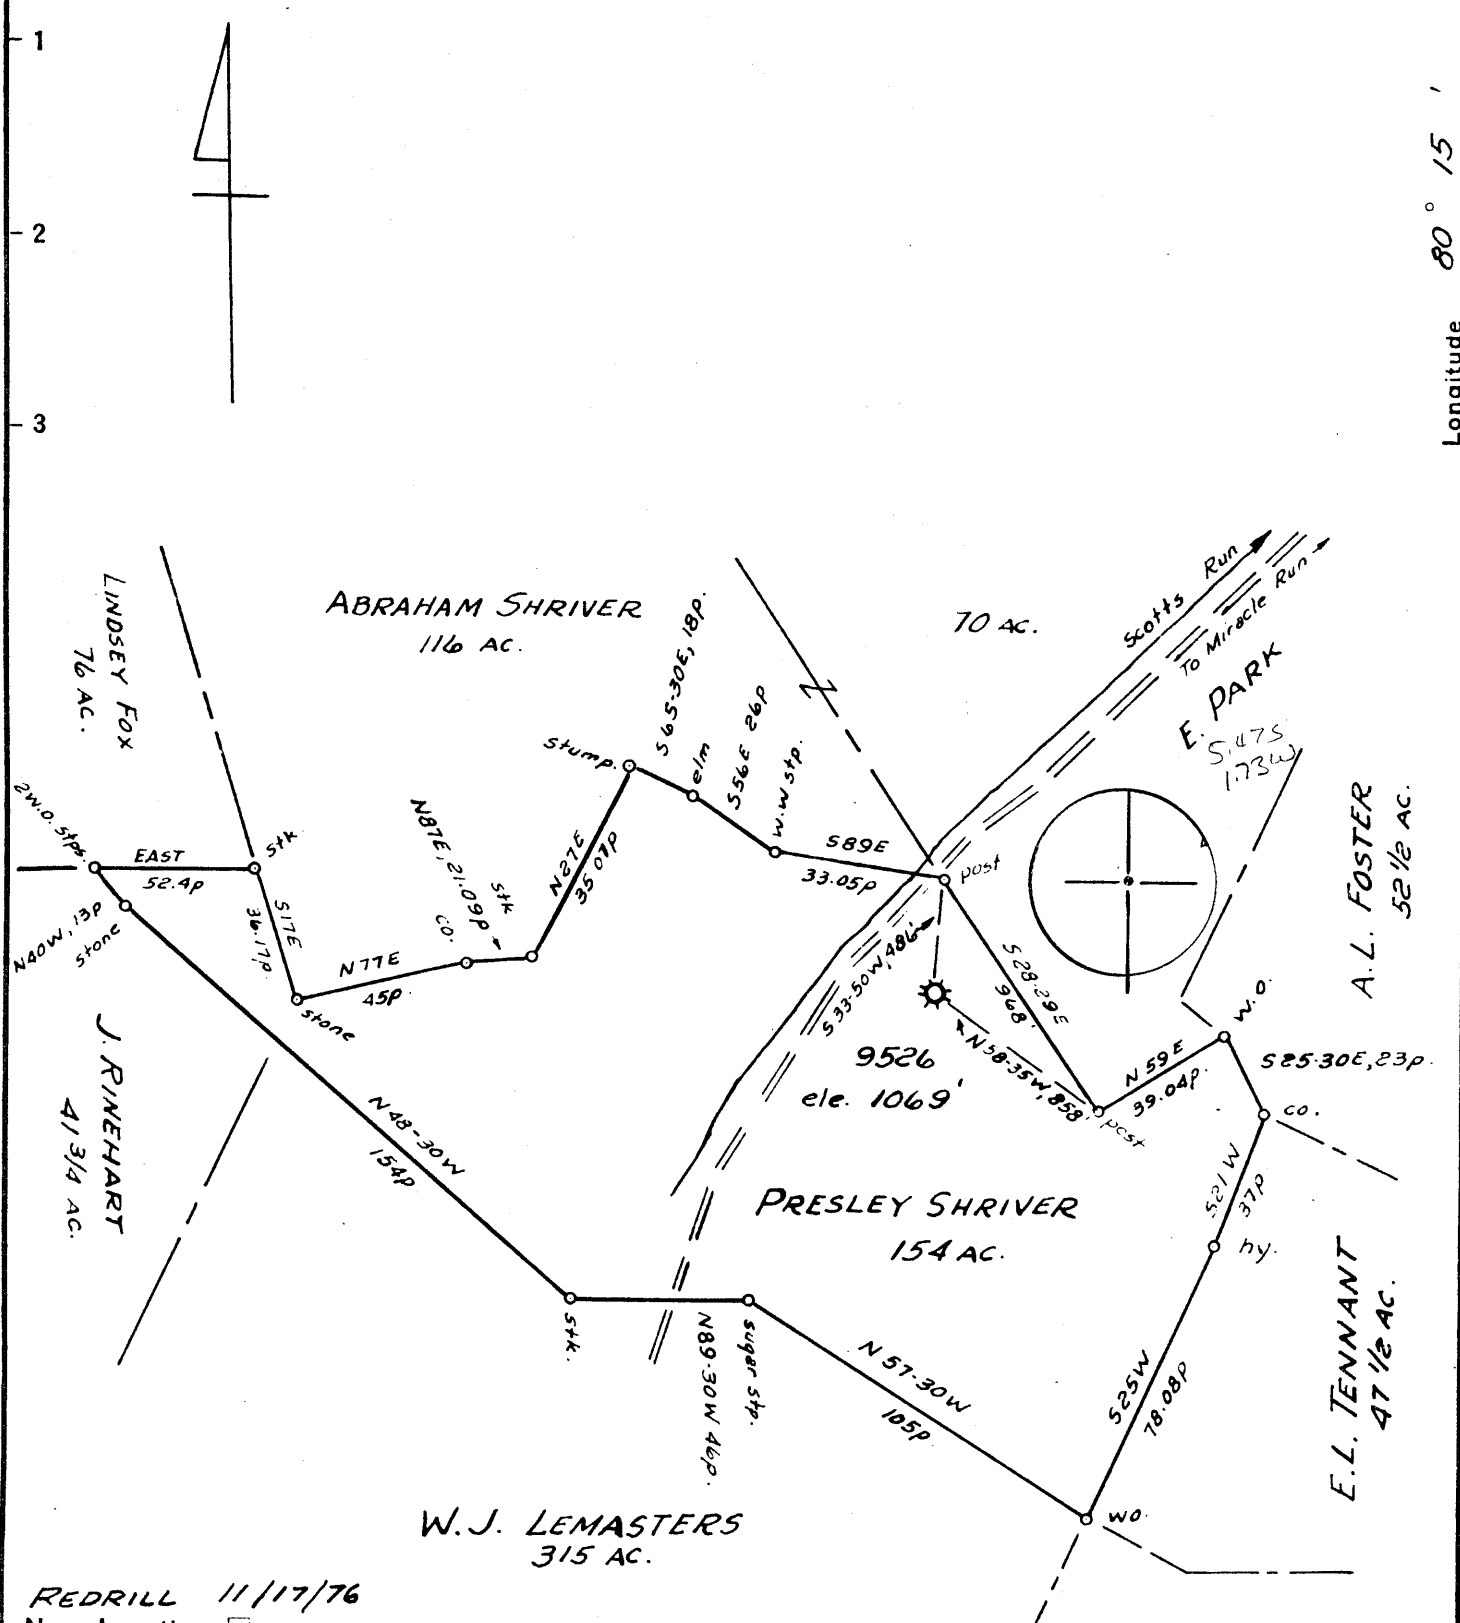 1
2
3
80° 15 '
Longitude
LINDSEY FOX
76 AC.
ABRAHAM SHRIVER
116 AC.
70 AC.
Scotts Run
To Miracle Run
E. PARK
S.47S
1.73W
A.L. FOSTER
52 1/2 AC.
Stump.
S65-30E, 18p.
elm
S56E 26p
W.W stp.
S89E
33.05p
post
2W.O. Stps.
EAST
52.4p
Stk
N40W, 13p
Stone
S17E
36.17p.
N77E
45p.
Stone
N87E, 21.09p
co.
Stk
N27E
35.07p
S33-50W, 486'
S28-29E
968'
N58-35W, 858'
9526
ele. 1069'
post
N59E
39.04p.
W.O.
S25-30E, 23p.
co.
S21W
37p
hy.
J. RINEHART
41 3/4 AC.
N48-30W
154p
PRESLEY SHRIVER
154 AC.
Stk.
N89-30W 46p.
Suger Stp.
N57-30W
105p
S25W
78.08p
E.L. TENNANT
47 1/2 AC.
WO.
W.J. LEMASTERS
315 AC.
REDRILL 11/17/76